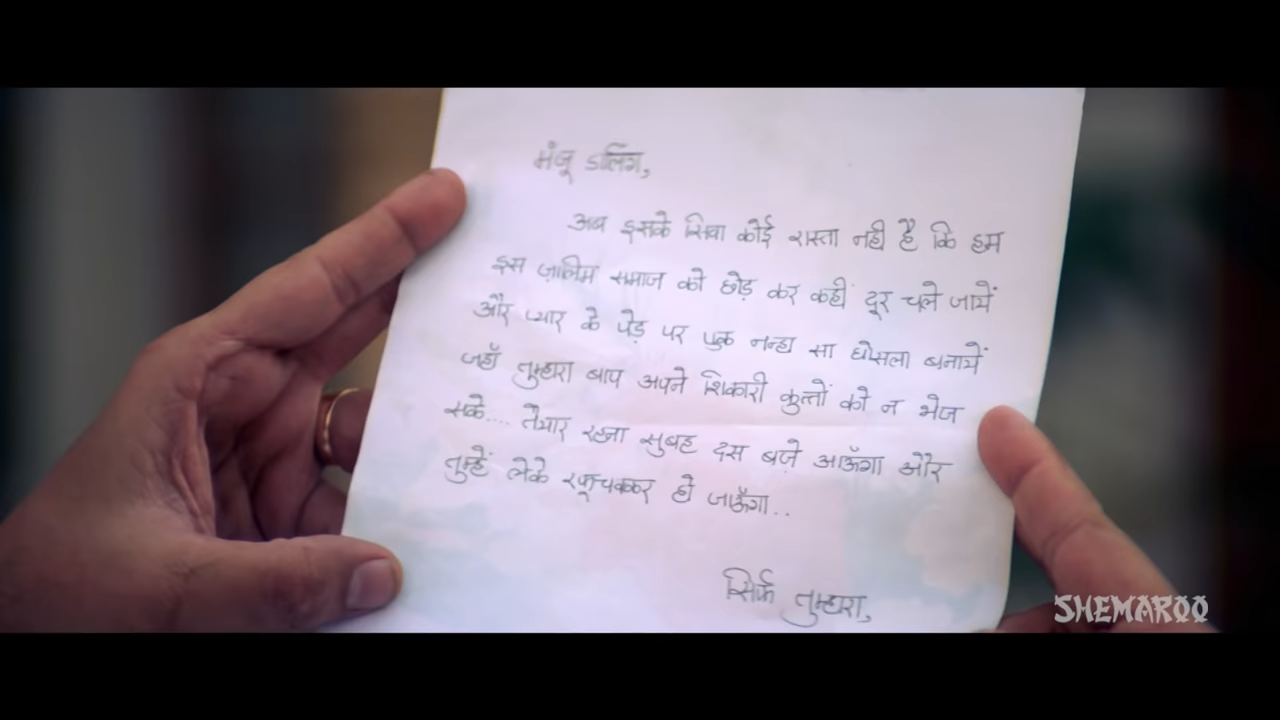 मंजू डार्लिंग,
अब इसके सिवा कोई रास्ता नही है कि हम
इस ज़ालिम समाज को छोड़ कर कहीं दूर चले जायें
और प्यार के पेड़ पर एक नन्हा सा घोसला बनायें
जहाँ तुम्हारा बाप अपने शिकारी कुत्तों को न भेज
सके.... तैयार रहना सुबह दस बजे आऊँगा और
तुम्हें लेके रफूचक्कर हो जाऊँगा..
सिर्फ तुम्हारा,
SHEMAROO